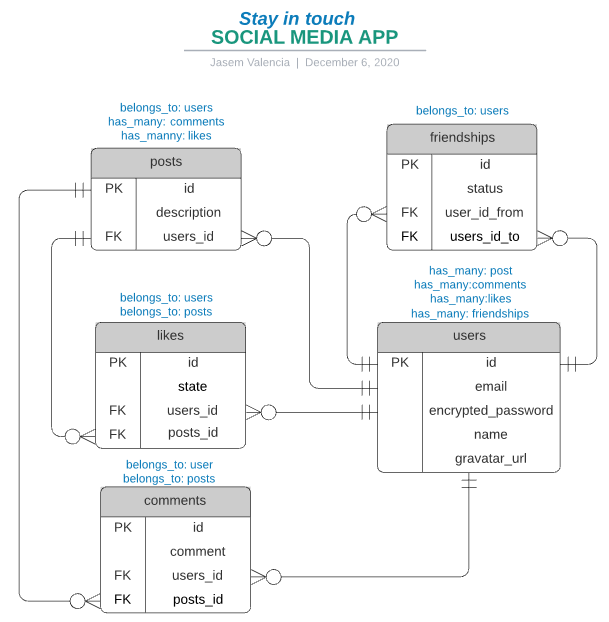 Stay in touch
SOCIAL MEDIA APP
Jasem Valencia | December 6, 2020
belongs_to: users
has_many: comments
has_manny: likes
posts
PK id
description
FK users_id
belongs_to: users
friendships
PK id
status
FK user_id_from
FK users_id_to
belongs_to: users
belongs_to: posts
likes
PK id
state
FK users_id
FK posts_id
has_many: post
has_many:comments
has_many:likes
has_many: friendships
users
PK id
email
encrypted_password
name
gravatar_url
belongs_to: user
belongs_to: posts
comments
PK id
comment
FK users_id
FK posts_id